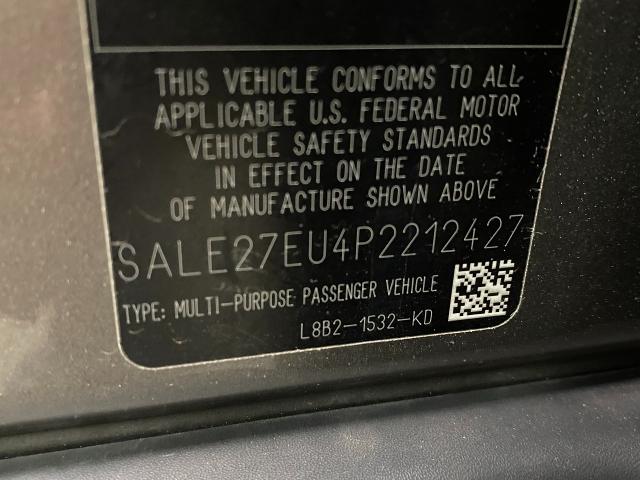 THIS VEHICLE CONFORMS TO ALL
APPLICABLE U.S. FEDERAL MOTOR
VEHICLE SAFETY STANDARDS
IN EFFECT ON THE DATE
OF MANUFACTURE SHOWN ABOVE
SALE27EU4P2212427
TYPE: MULTI-PURPOSE PASSENGER VEHICLE
L8B2-1532-KD